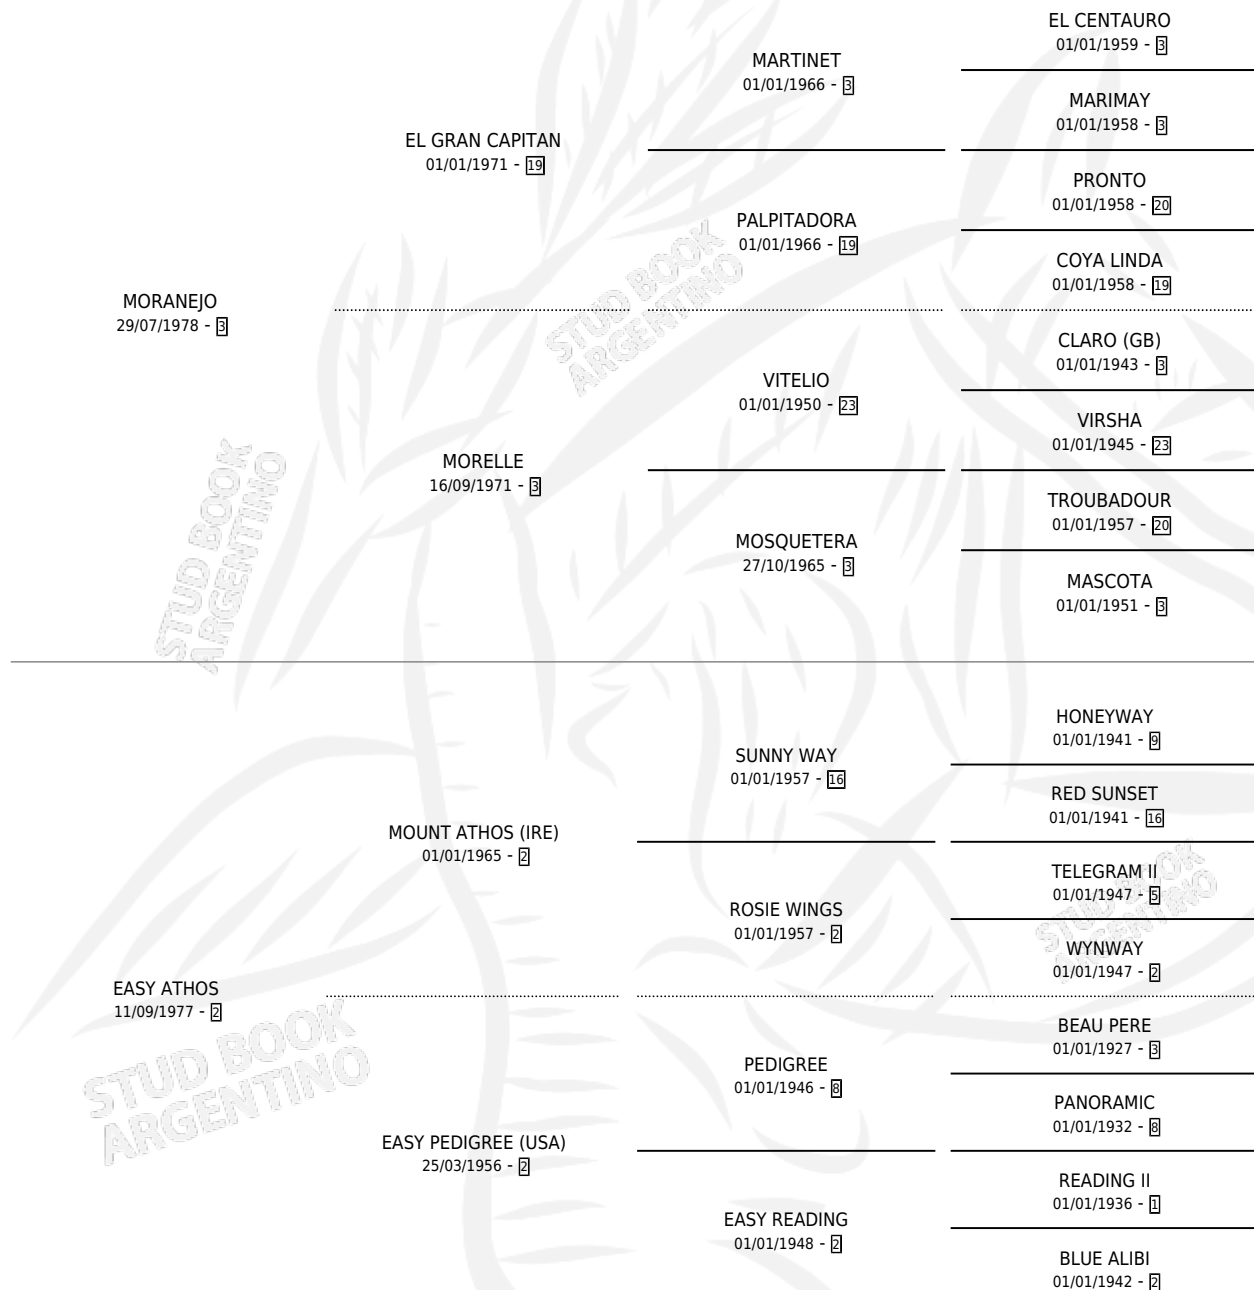 EL CENTAURO
01/01/1959 - 3
MARTINET
01/01/1966 - 3
MARIMAY
01/01/1958 - 3
EL GRAN CAPITAN
01/01/1971 - 19
PRONTO
01/01/1958 - 20
PALPITADORA
01/01/1966 - 19
COYA LINDA
01/01/1958 - 19
MORANEJO
29/07/1978 - 3
CLARO (GB)
01/01/1943 - 3
VITELIO
01/01/1950 - 23
VIRSHA
01/01/1945 - 23
MORELLE
16/09/1971 - 3
TROUBADOUR
01/01/1957 - 20
MOSQUETERA
27/10/1965 - 3
MASCOTA
01/01/1951 - 3
HONEYWAY
01/01/1941 - 9
SUNNY WAY
01/01/1957 - 16
RED SUNSET
01/01/1941 - 16
MOUNT ATHOS (IRE)
01/01/1965 - 2
TELEGRAM II
01/01/1947 - 5
ROSIE WINGS
01/01/1957 - 2
WYNWAY
01/01/1947 - 2
EASY ATHOS
11/09/1977 - 2
BEAU PERE
01/01/1927 - 3
PEDIGREE
01/01/1946 - 8
PANORAMIC
01/01/1932 - 8
EASY PEDIGREE (USA)
25/03/1956 - 2
READING II
01/01/1936 - 1
EASY READING
01/01/1948 - 2
BLUE ALIBI
01/01/1942 - 2
STUD BOOK
ARGENTINO
STUD BOOK
ARGENTINO
STUD BOOK
ARGENTINO
STUD BOOK
ARGENTINO